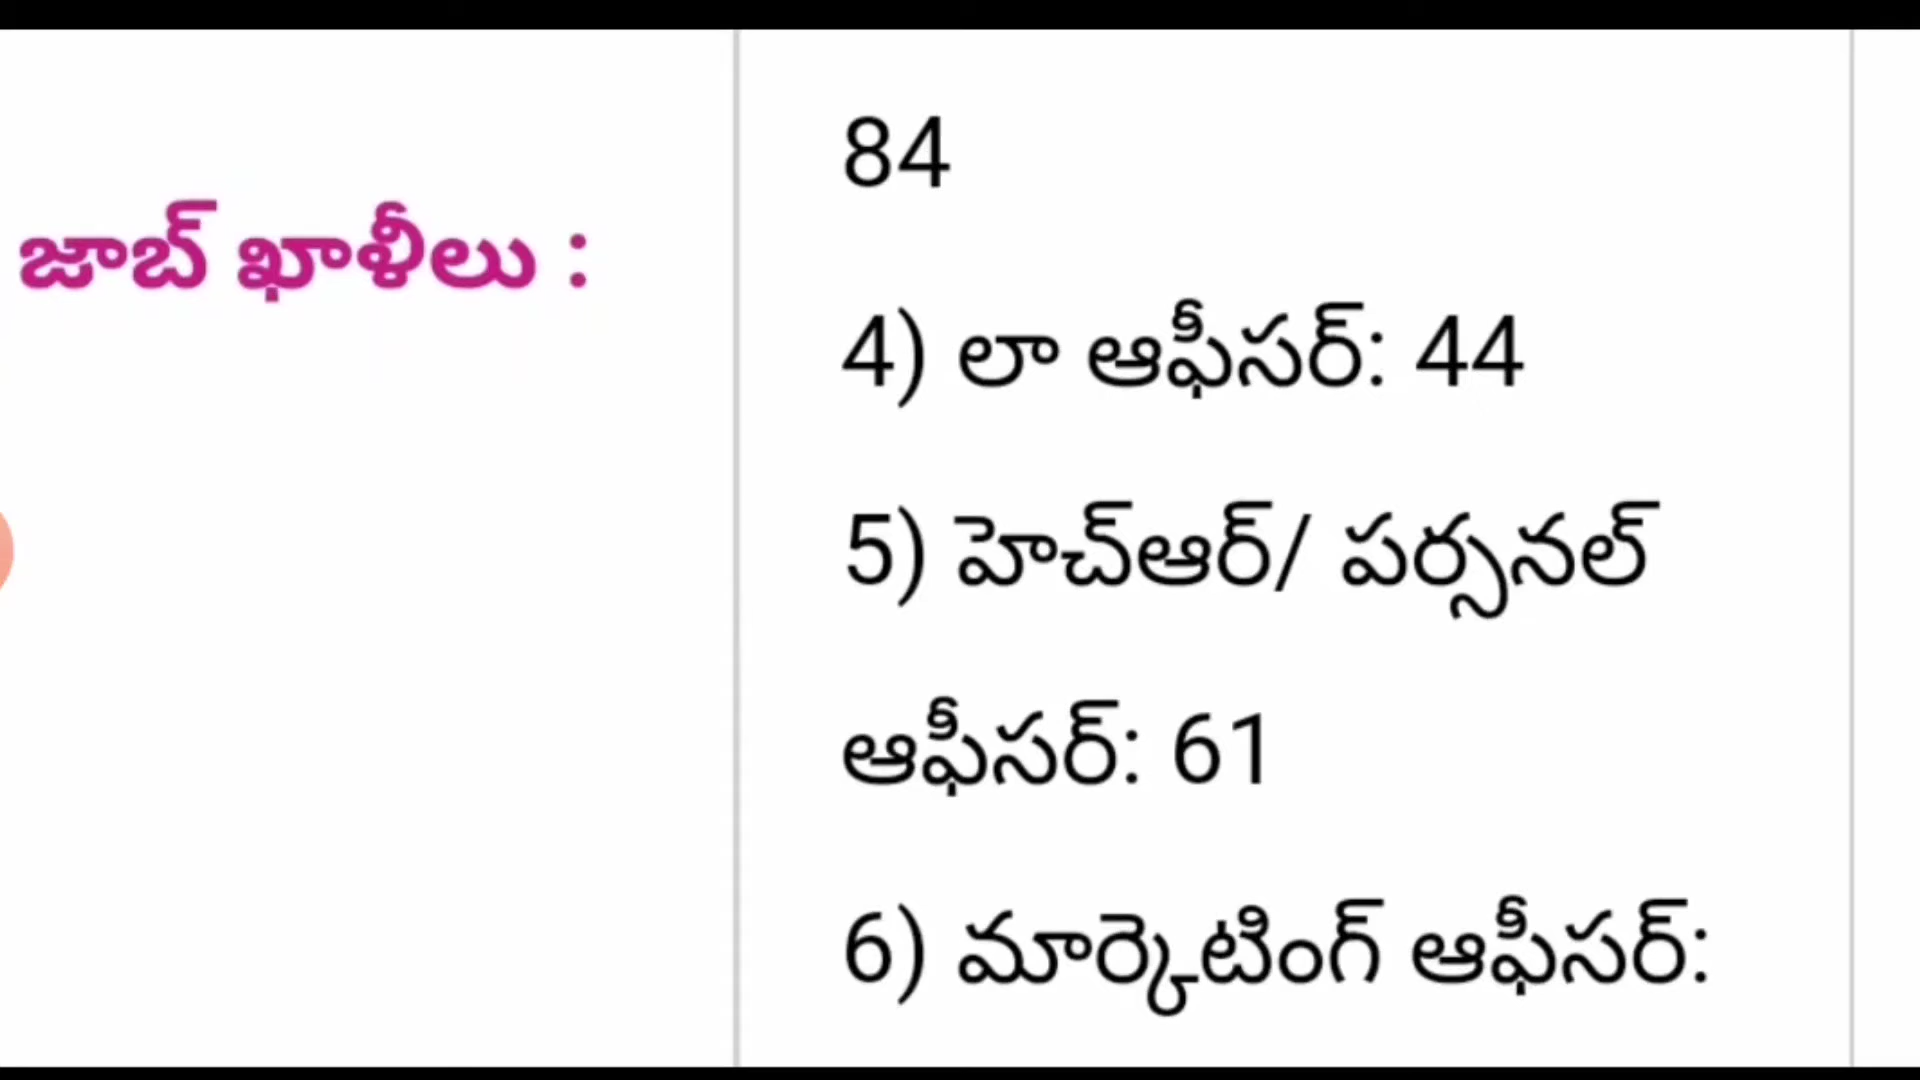 జాబ్ ఖాళీలు :
84
4) లా ఆఫీసర్: 44
5) హెచ్ఆర్/ పర్సనల్
ఆఫీసర్: 61
6) మార్కెటింగ్ ఆఫీసర్: